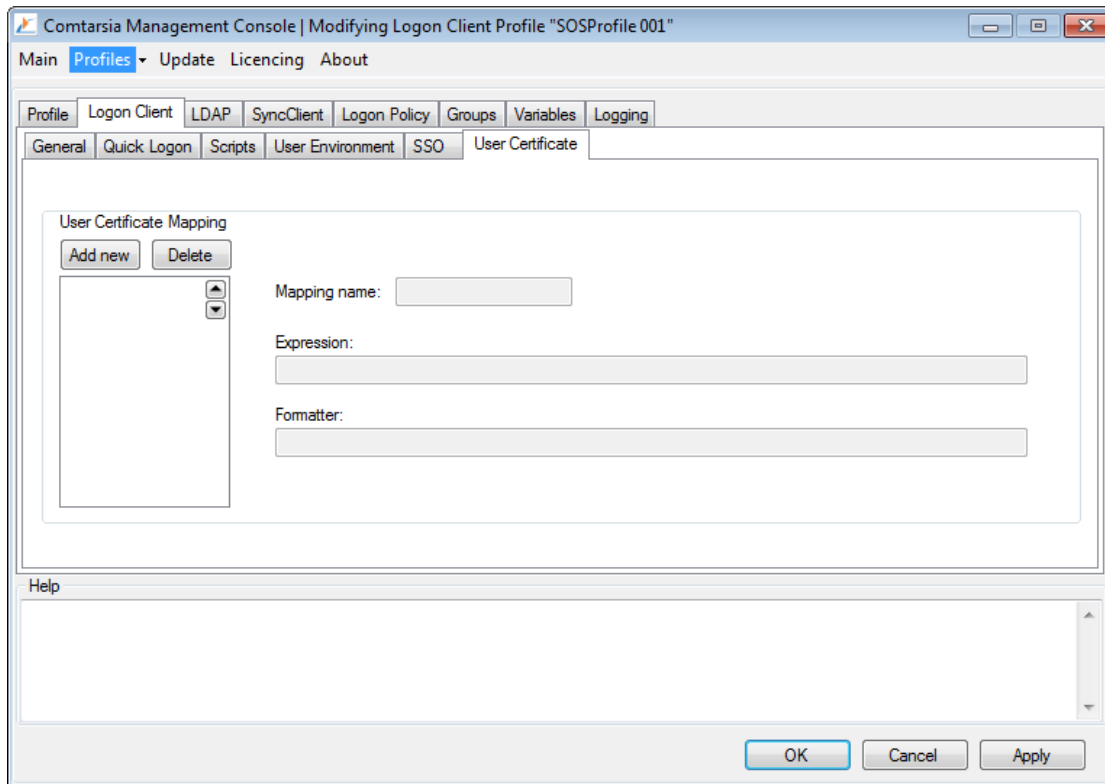 Comtarsia Management Console | Modifying Logon Client Profile "SOSProfile 001"
Main Profiles Update Licencing About
Profile Logon Client LDAP SyncClient Logon Policy Groups Variables Logging
General Quick Logon Scripts User Environment SSO User Certificate
User Certificate Mapping
Add new Delete
Mapping name:
Expression:
Formatter:
Help
OK Cancel Apply